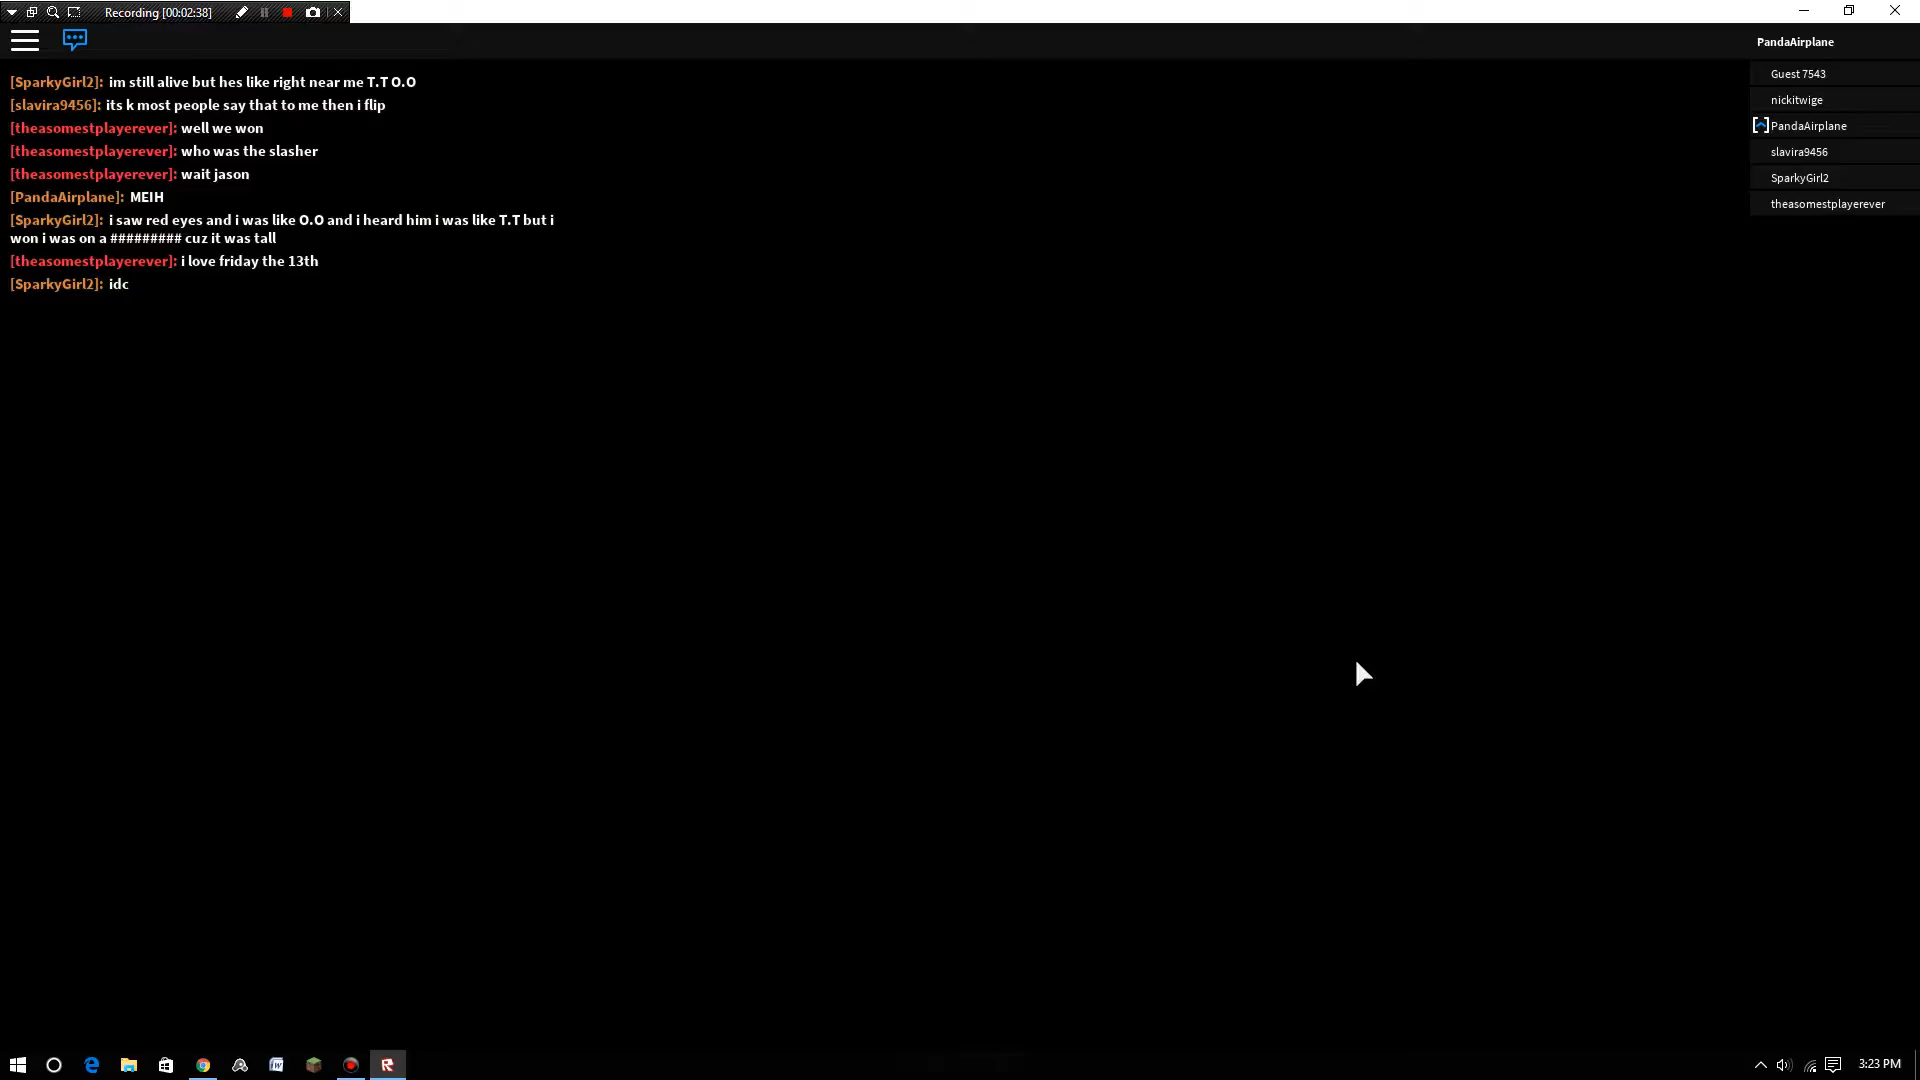 Recording [00:02:38]
PandaAirplane
[SparkyGirl2]: im still alive but hes like right near me T.T O.O
[slavira9456]: its k most people say that to me then i flip
[theasomestplayerever]: well we won
[theasomestplayerever]: who was the slasher
[theasomestplayerever]: wait jason
[PandaAirplane]: MEIH
[SparkyGirl2]: i saw red eyes and i was like O.O and i heard him i was like T.T but i
won i was on a ######### cuz it was tall
[theasomestplayerever]: i love friday the 13th
[SparkyGirl2]: idc
Guest 7543
nickitwige
PandaAirplane
slavira9456
SparkyGirl2
theasomestplayerever
3:23 PM